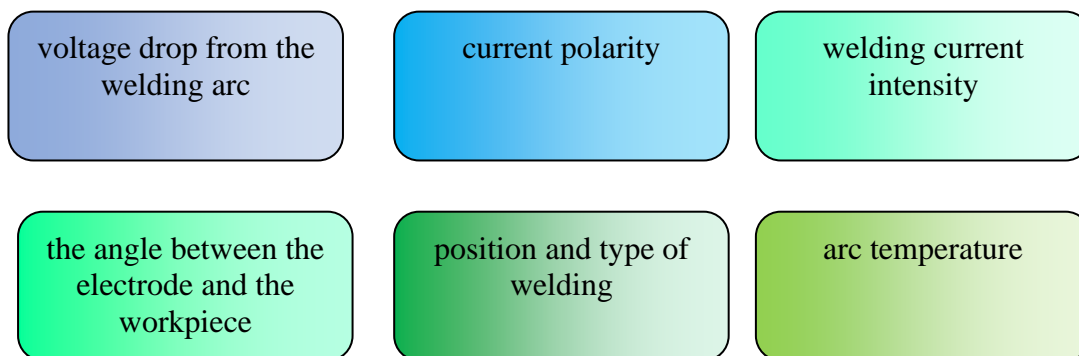 voltage drop from the
welding arc
current polarity
welding current
intensity
the angle between the
electrode and the
workpiece
position and type of
welding
arc temperature